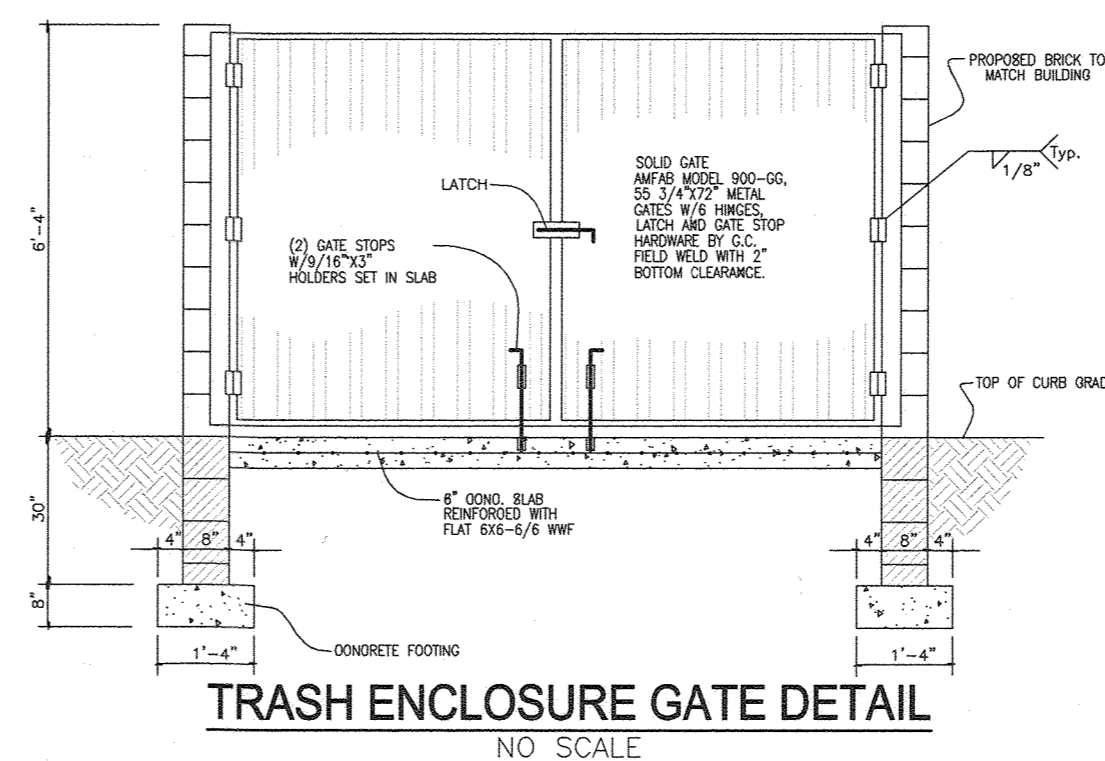 PROPOSED BRICK TO
MATCH BUILDING
Typ.
1/8"
SOLID GATE
AMFAB MODEL 900-GG,
55 3/4"X72" METAL
GATES W/6 HINGES,
LATCH AND GATE STOP
HARDWARE BY G.C.
FIELD WELD WITH 2"
BOTTOM CLEARANCE.
LATCH
(2) GATE STOPS
W/9/16"X3"
HOLDERS SET IN SLAB
6'-4"
TOP OF CURB GRAD
6" CONC. SLAB
REINFORCED WITH
FLAT 6X6-6/6 WWF
30"
4" 8" 4"
4" 8" 4"
8"
CONCRETE FOOTING
1'-4"
1'-4"
TRASH ENCLOSURE GATE DETAIL
NO SCALE